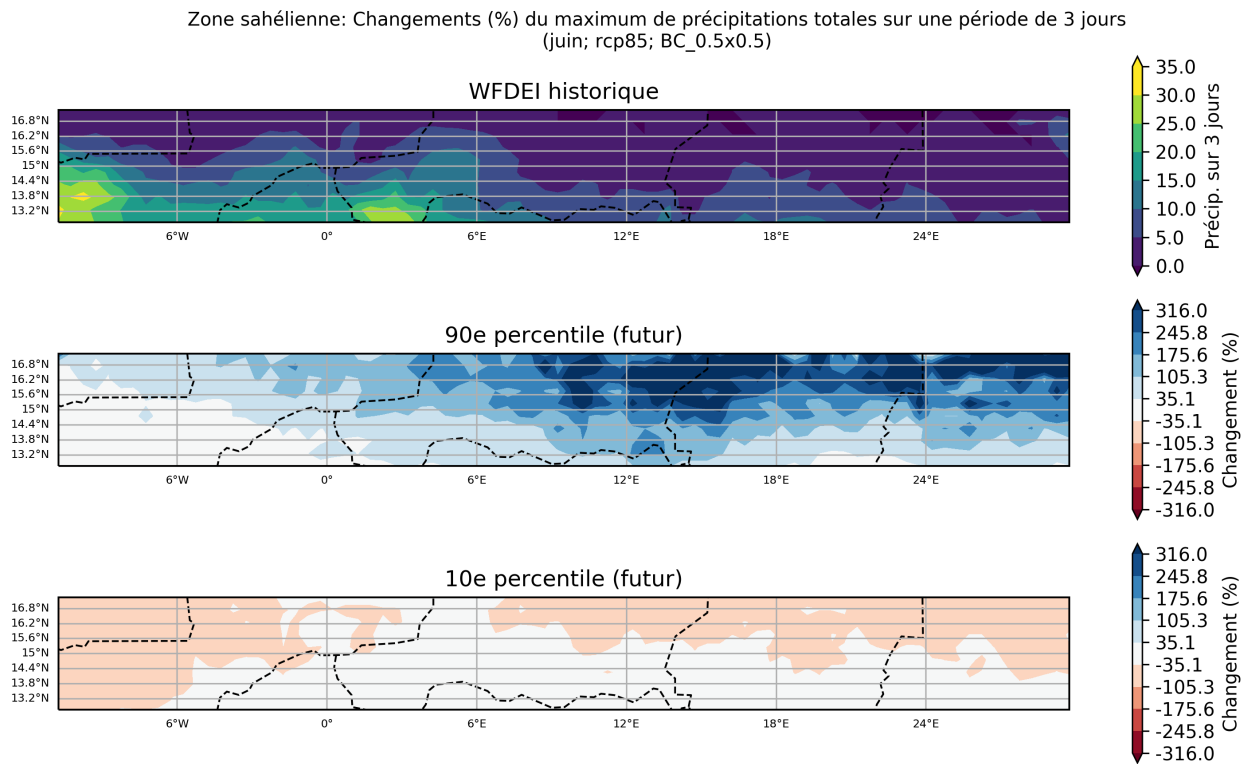 Zone sahélienne: Changements (%) du maximum de précipitations totales sur une période de 3 jours
(juin; rcp85; BC_0.5x0.5)
WFDEI historique
16.8°N
16.2°N
15.6°N
15°N
14.4°N
13.8°N
13.2°N
6°W
0°
6°E
12°E
18°E
24°E
35.0
30.0
25.0
20.0
15.0
10.0
5.0
0.0
Précip. sur 3 jours
90e percentile (futur)
16.8°N
16.2°N
15.6°N
15°N
14.4°N
13.8°N
13.2°N
6°W
0°
6°E
12°E
18°E
24°E
316.0
245.8
175.6
105.3
35.1
-35.1
-105.3
-175.6
-245.8
-316.0
Changement (%)
10e percentile (futur)
16.8°N
16.2°N
15.6°N
15°N
14.4°N
13.8°N
13.2°N
6°W
0°
6°E
12°E
18°E
24°E
316.0
245.8
175.6
105.3
35.1
-35.1
-105.3
-175.6
-245.8
-316.0
Changement (%)